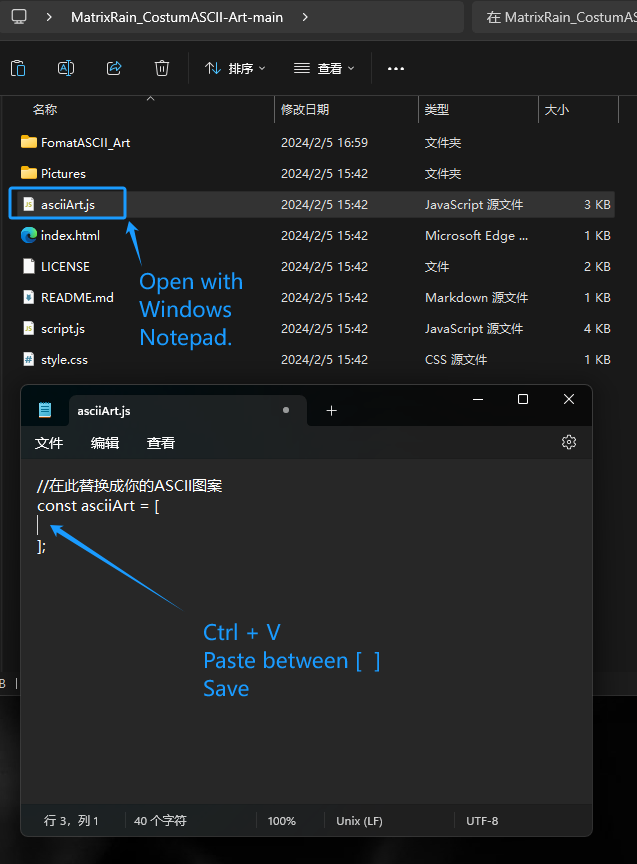 MatrixRain_CostumASCII-Art-main
在 MatrixRain_CostumAS
排序
查看
名称 修改日期 类型 大小
FomatASCII_Art 2024/2/5 16:59 文件夹
Pictures 2024/2/5 15:42 文件夹
asciiArt.js 2024/2/5 15:42 JavaScript 源文件 3 KB
index.html 2024/2/5 15:42 Microsoft Edge ... 1 KB
LICENSE 2024/2/5 15:42 文件 2 KB
README.md 2024/2/5 15:42 Markdown 源文件 1 KB
script.js 2024/2/5 15:42 JavaScript 源文件 4 KB
style.css 2024/2/5 15:42 CSS 源文件 1 KB
Open with
Windows
Notepad.
asciiArt.js
文件 编辑 查看
//在此替换成你的ASCII图案
const asciiArt = [
];
Ctrl + V
Paste between [ ]
Save
B
行 3，列 1 40 个字符 100% Unix (LF) UTF-8